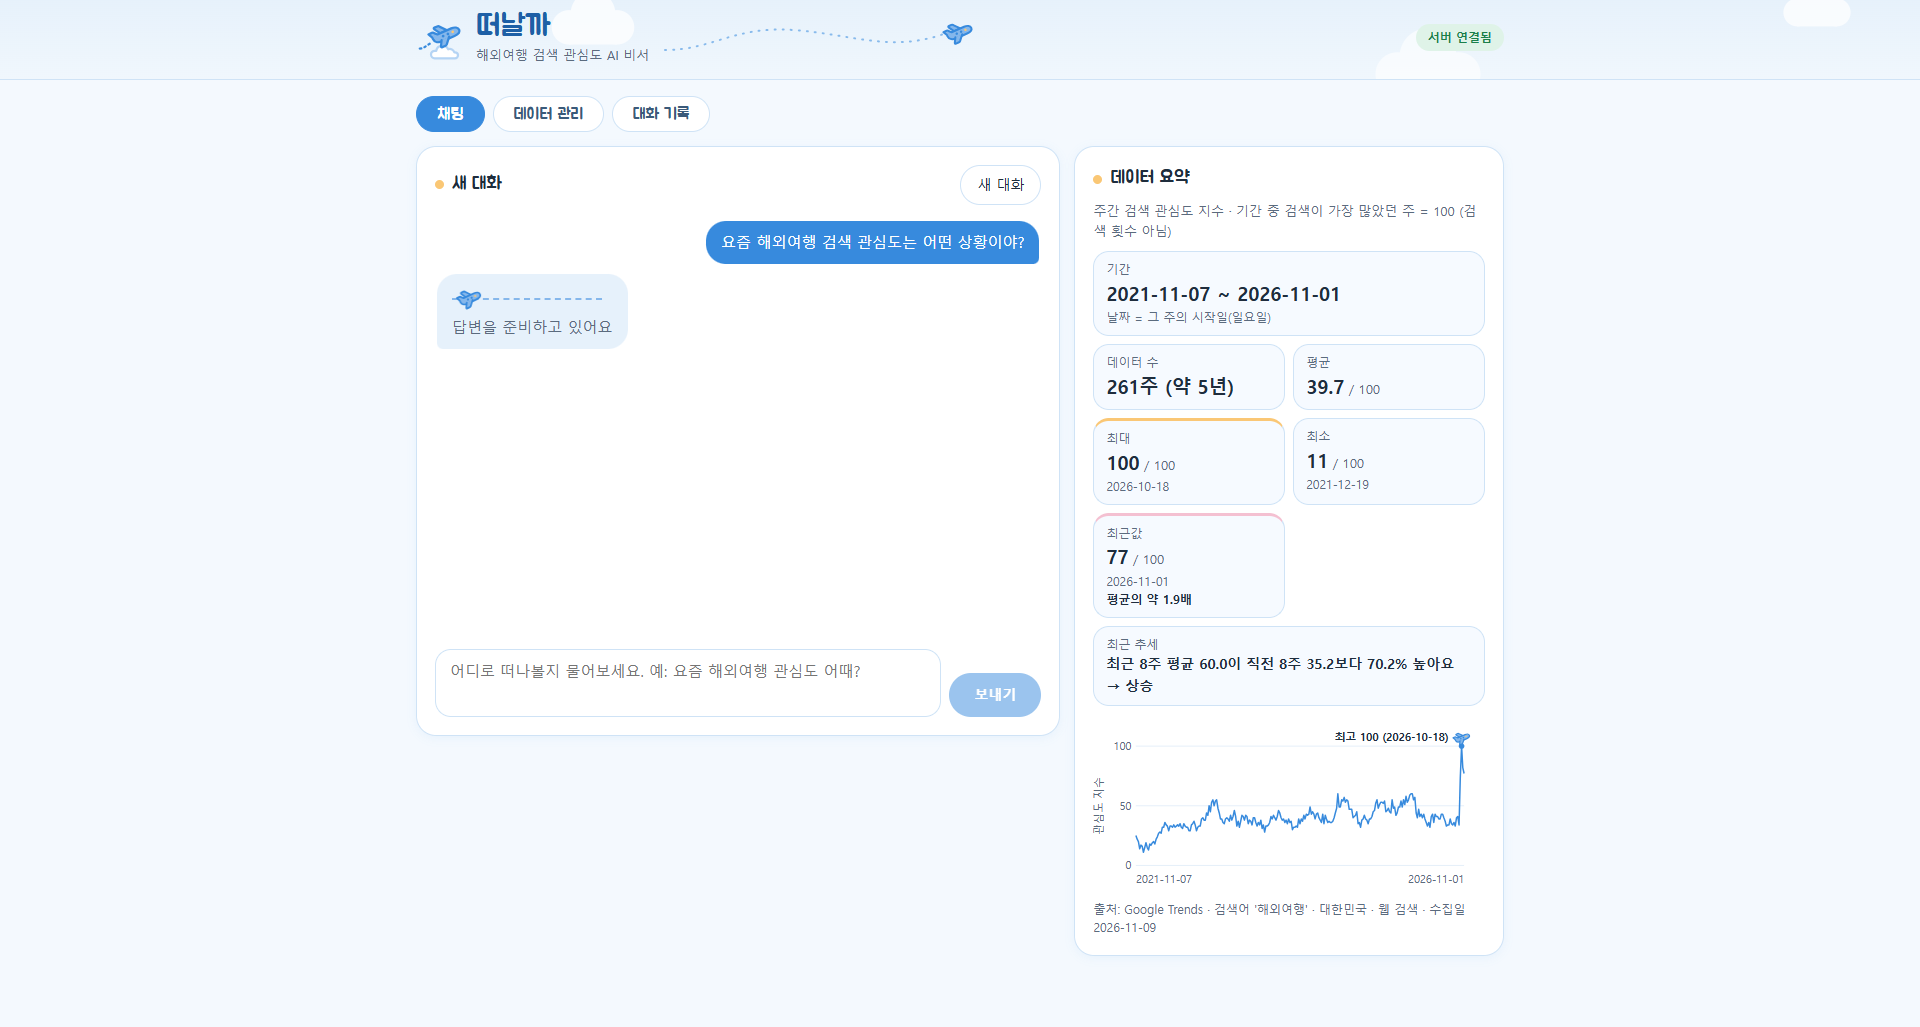 떠날까
해외여행 검색 관심도 AI 비서
서버 연결됨
채팅
데이터 관리
대화 기록
새 대화
새 대화
요즘 해외여행 검색 관심도는 어떤 상황이야?
답변을 준비하고 있어요
어디로 떠나볼지 물어보세요. 예: 요즘 해외여행 관심도 어때?
보내기
데이터 요약
주간 검색 관심도 지수 · 기간 중 검색이 가장 많았던 주 = 100 (검
색 횟수 아님)
기간
2021-11-07 ~ 2026-11-01
날짜 = 그 주의 시작일(일요일)
데이터 수
261주 (약 5년)
평균
39.7 / 100
최대
100 / 100
2026-10-18
최소
11 / 100
2021-12-19
최근값
77 / 100
2026-11-01
평균의 약 1.9배
최근 추세
최근 8주 평균 60.0이 직전 8주 35.2보다 70.2% 높아요
→ 상승
최고 100 (2026-10-18)
관심도 지수
100
50
0
2021-11-07
2026-11-01
출처: Google Trends · 검색어 '해외여행' · 대한민국 · 웹 검색 · 수집일
2026-11-09